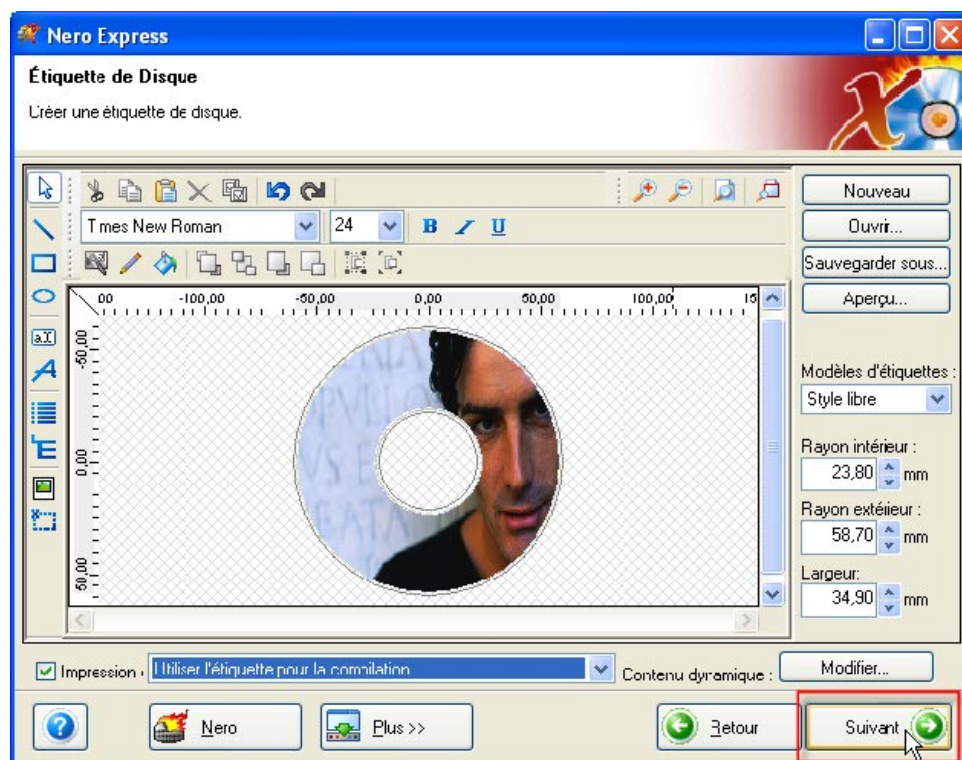 Nero Express
Étiquette de Disque
Créer une étiquette de disque.
Nouveau
Times New Roman
24
B I U
Ouvrir...
Sauvegarder sous...
00 -100,00 -50,00 0,00 50,00 100,00 15
Aperçu...
-50,00
0,00
50,00
Modèles d'étiquettes :
Style libre
Rayon intérieur :
23,80 mm
Rayon extérieur :
58,70 mm
Largeur:
34,90 mm
Impression : Utiliser l'étiquette pour la compilation
Contenu dynamique : Modifier...
Nero
Plus >>
Retour
Suivant